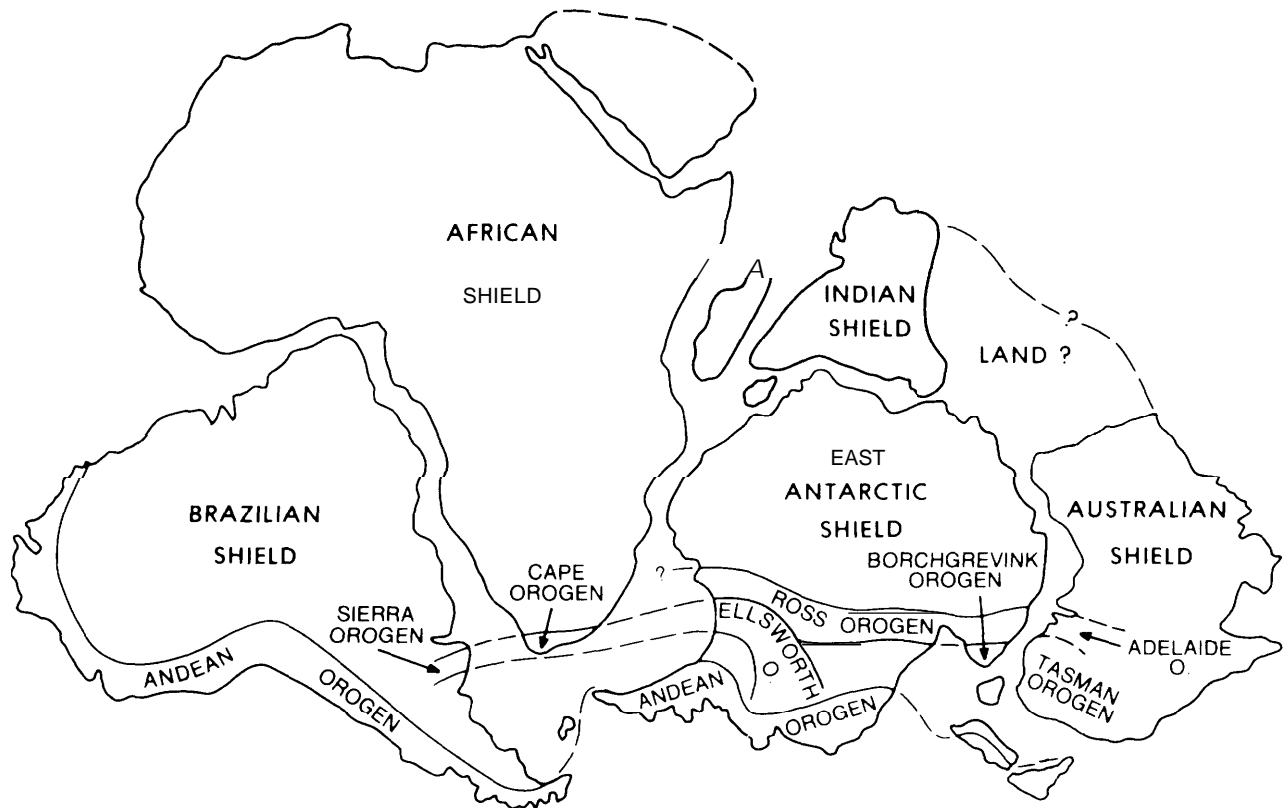 AFRICAN
SHIELD
A
INDIAN
SHIELD
?
LAND ?
BRAZILIAN
SHIELD
EAST
ANTARCTIC
SHIELD
AUSTRALIAN
SHIELD
BORCHGREVINK
OROGEN
CAPE
OROGEN
?
SIERRA
OROGEN
ROSS
OROGEN
ELLSWORTH
O.
ADELAIDE
O.
TASMAN
OROGEN
ANDEAN
OROGEN
ANDEAN
OROGEN